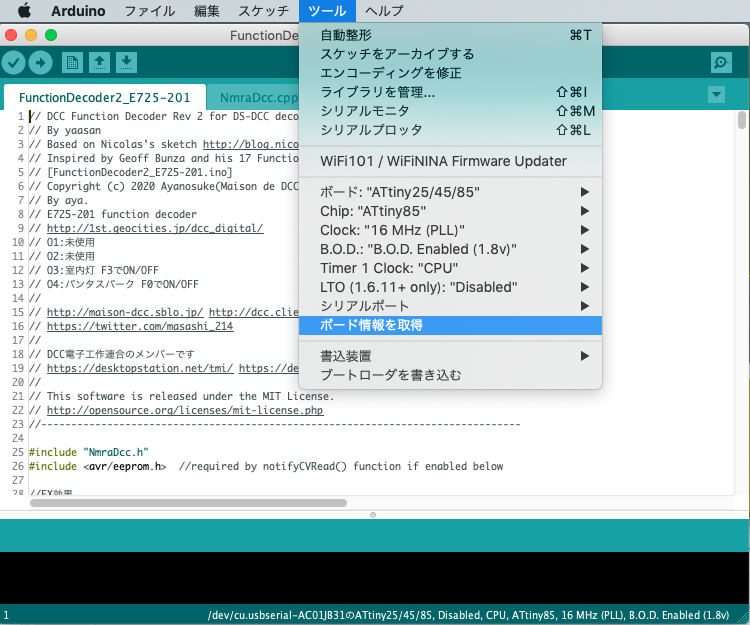 Arduino ファイル 編集 スケッチ ツール ヘルプ
FunctionDe
FunctionDecoder2_E725-201 NmraDcc.cpp
自動整形 ⌘T
スケッチをアーカイブする
エンコーディングを修正
ライブラリを管理... ⇧⌘I
シリアルモニタ ⇧⌘M
シリアルプロッタ ⇧⌘L
WiFi101 / WiFiNINA Firmware Updater
ボード: "ATtiny25/45/85" ▶
Chip: "ATtiny85" ▶
Clock: "16 MHz (PLL)" ▶
B.O.D.: "B.O.D. Enabled (1.8v)" ▶
Timer 1 Clock: "CPU" ▶
LTO (1.6.11+ only): "Disabled" ▶
シリアルポート ▶
ボード情報を取得
書込装置 ▶
ブートローダを書き込む
1 // DCC Function Decoder Rev 2 for DS-DCC deco
2 // By yaasan
3 // Based on Nicolas's sketch http://blog.nico
4 // Inspired by Geoff Bunza and his 17 Functio
5 // [FunctionDecoder2_E725-201.ino]
6 // Copyright (c) 2020 Ayanosuke(Maison de DCC
7 // By aya.
8 // E725-201 function decoder
9 // http://1st.geocities.jp/dcc_digital/
10 // O1:未使用
11 // O2:未使用
12 // O3:室内灯 F3でON/OFF
13 // O4:パンタスパーク F0でON/OFF
14 //
15 // http://maison-dcc.sblo.jp/ http://dcc.clie
16 // https://twitter.com/masashi_214
17 //
18 // DCC電子工作連合のメンバーです
19 // https://desktopstation.net/tmi/ https://de
20 //
21 // This software is released under the MIT License.
22 // http://opensource.org/licenses/mit-license.php
23 //--------------------------------------------------------------------------------
24
25 #include "NmraDcc.h"
26 #include <avr/eeprom.h> //required by notifyCVRead() function if enabled below
27
28 //FX効果
1 /dev/cu.usbserial-AC01JB31のATtiny25/45/85, Disabled, CPU, ATtiny85, 16 MHz (PLL), B.O.D. Enabled (1.8v)